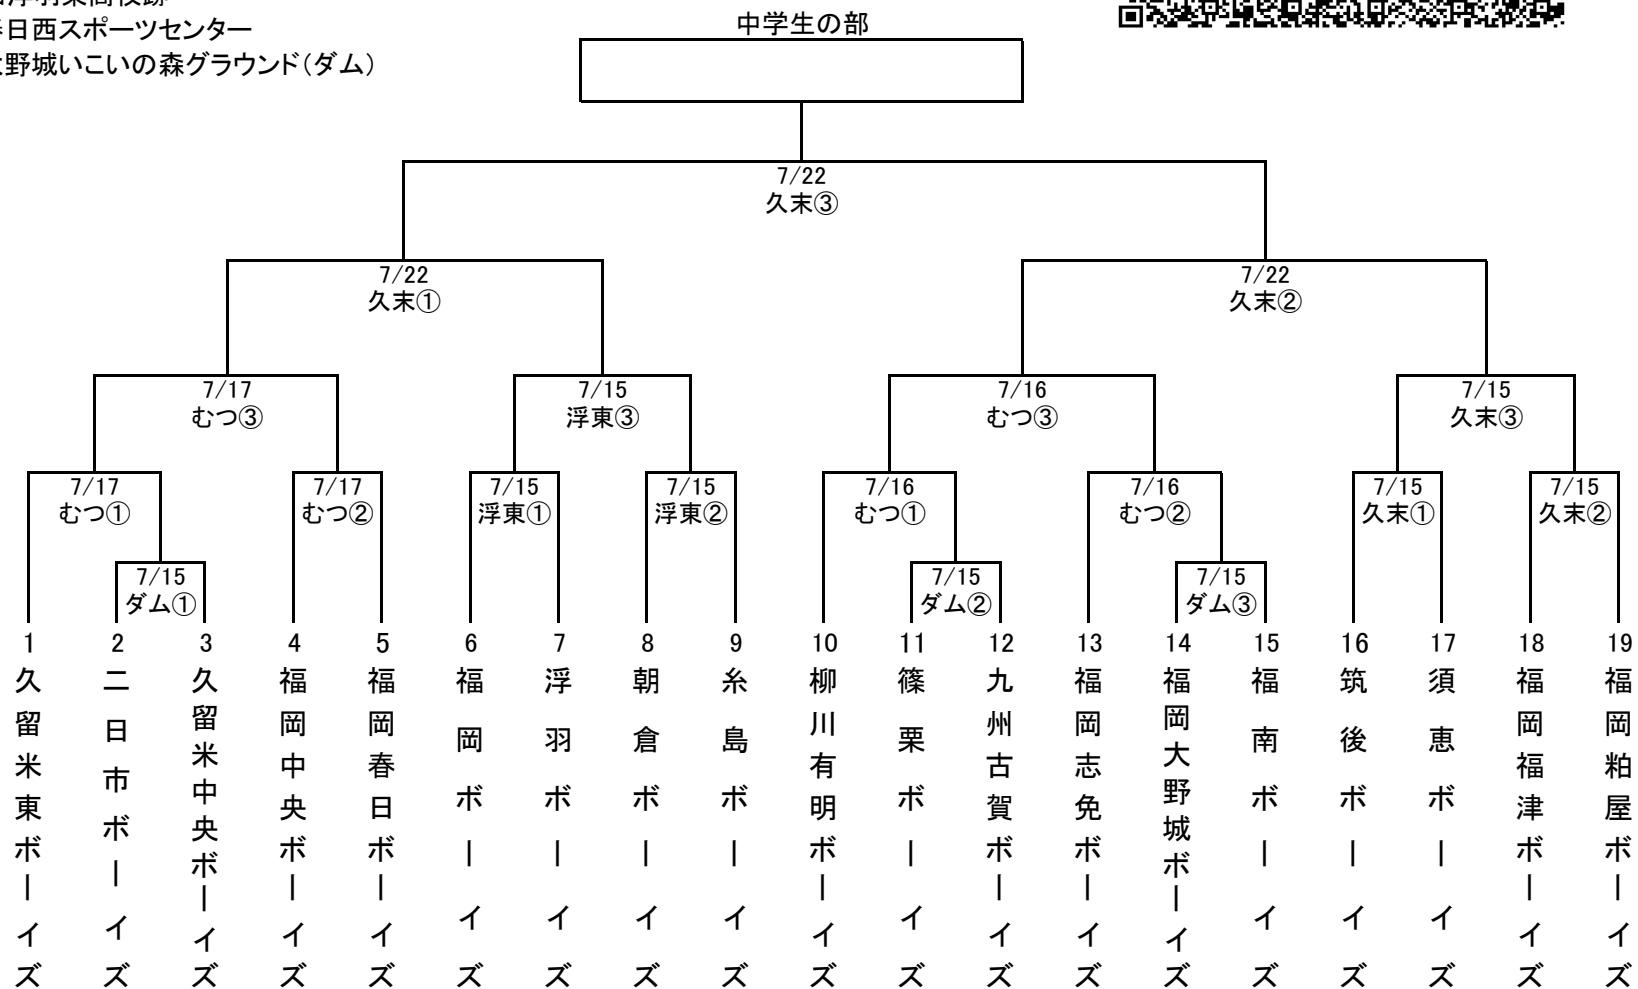 日西スポーツセンター
野城いこいの森グラウンド(ダム)
中学生の部
7/22
久末③
7/22
久末①
7/22
久末②
7/17
むつ③
7/15
浮東③
7/16
むつ③
7/15
久末③
7/17
むつ①
7/17
むつ②
7/15
浮東①
7/15
浮東②
7/16
むつ①
7/16
むつ②
7/15
久末①
7/15
久末②
7/15
ダム①
7/15
ダム②
7/15
ダム③
1
久留米東ボーイズ
2
二日市ボーイズ
3
久留米中央ボーイズ
4
福岡中央ボーイズ
5
福岡春日ボーイズ
6
福岡ボーイズ
7
浮羽ボーイズ
8
朝倉ボーイズ
9
糸島ボーイズ
10
柳川有明ボーイズ
11
篠栗ボーイズ
12
九州古賀ボーイズ
13
福岡志免ボーイズ
14
福岡大野城ボーイズ
15
福南ボーイズ
16
筑後ボーイズ
17
須恵ボーイズ
18
福岡福津ボーイズ
19
福岡粕屋ボーイズ